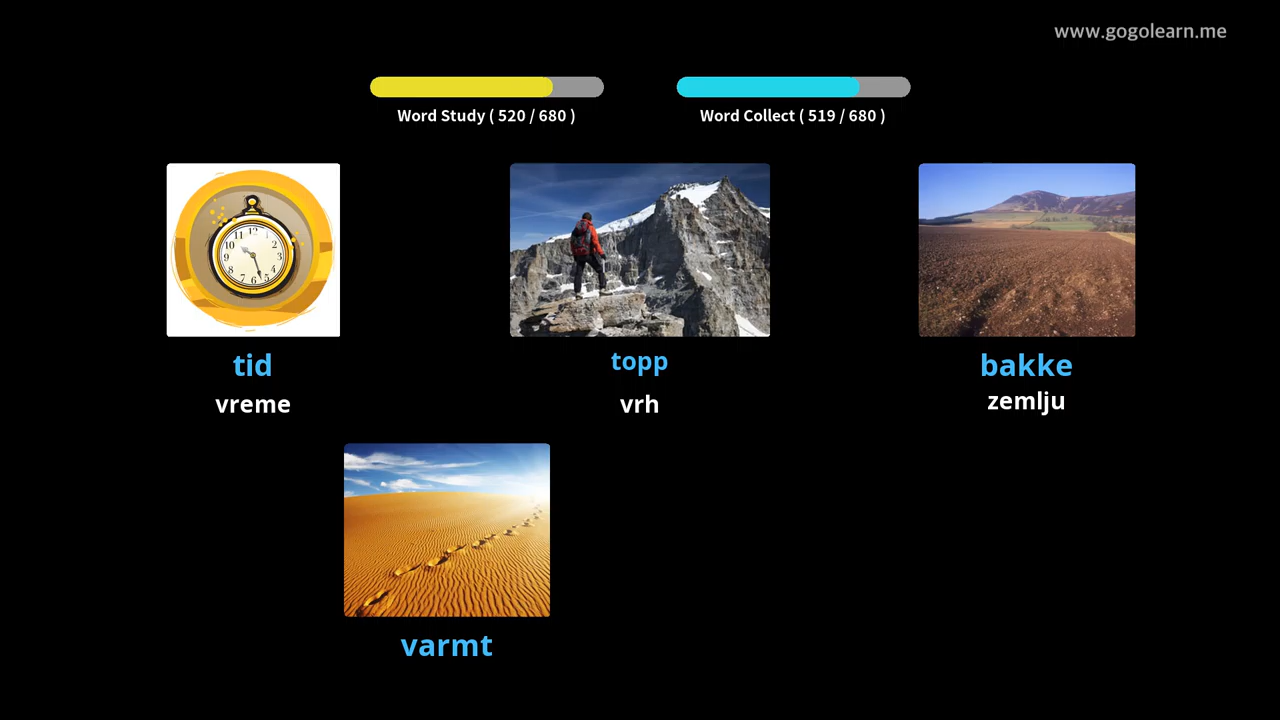 www.gogolearn.me
Word Study ( 520 / 680 )
Word Collect ( 519 / 680 )
tid
topp
bakke
vreme
vrh
zemlju
varmt